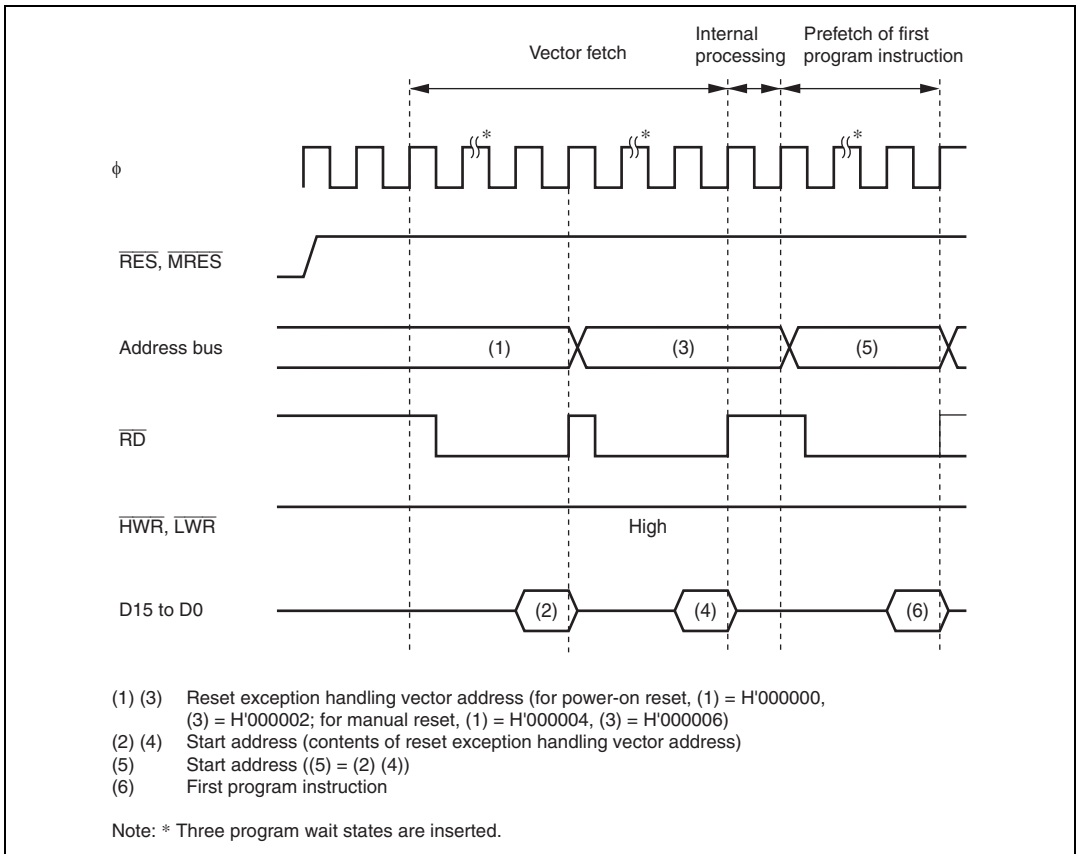 Vector fetch
Internal
processing
Prefetch of first
program instruction
*
*
*
φ
RES, MRES
Address bus
(1)
(3)
(5)
RD
HWR, LWR
High
D15 to D0
(2)
(4)
(6)
(1) (3) Reset exception handling vector address (for power-on reset, (1) = H'000000,
(3) = H'000002; for manual reset, (1) = H'000004, (3) = H'000006)
(2) (4) Start address (contents of reset exception handling vector address)
(5) Start address ((5) = (2) (4))
(6) First program instruction
Note: * Three program wait states are inserted.